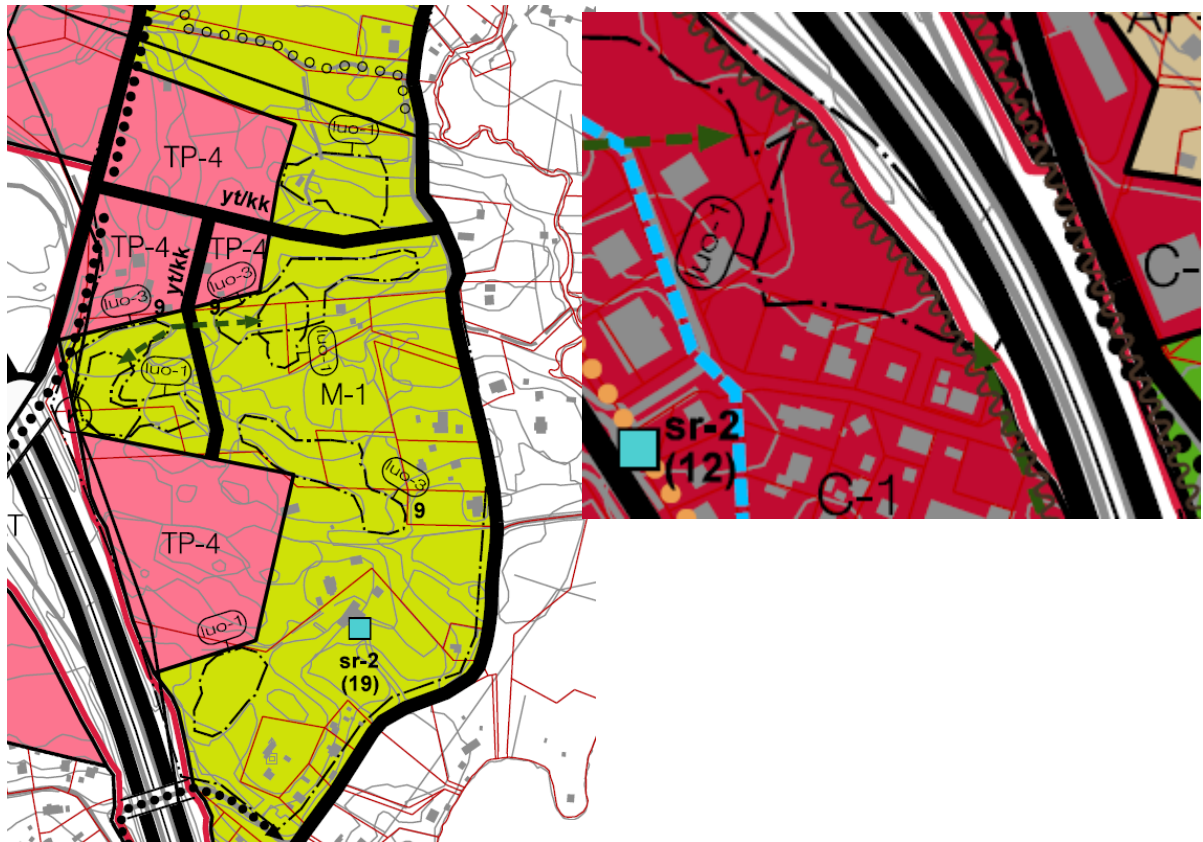 luo-1
TP-4
yt/kk
TP-4
TP-4
yt/kk
luo-3
luo-3
9
9
luo-1
luo-1
M-1
luo-3
9
TP-4
luo-1
sr-2
(19)
luo-1
C-
sr-2
(12)
C-1